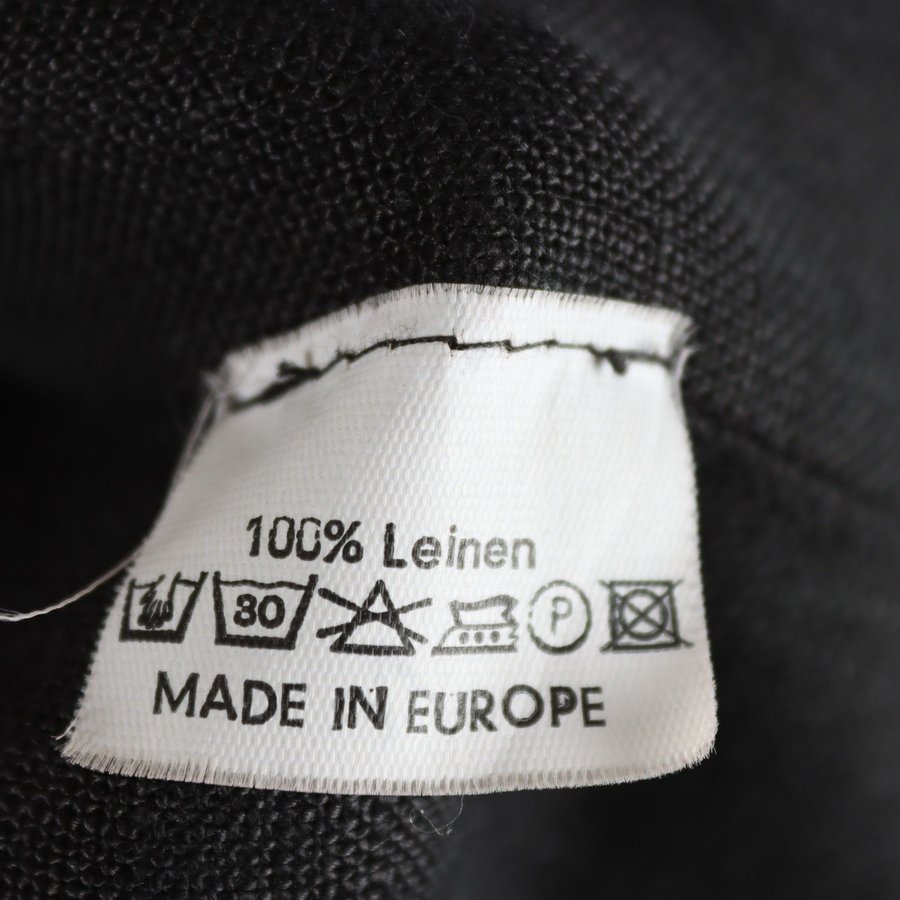 100% Leinen
30 P
MADE IN EUROPE